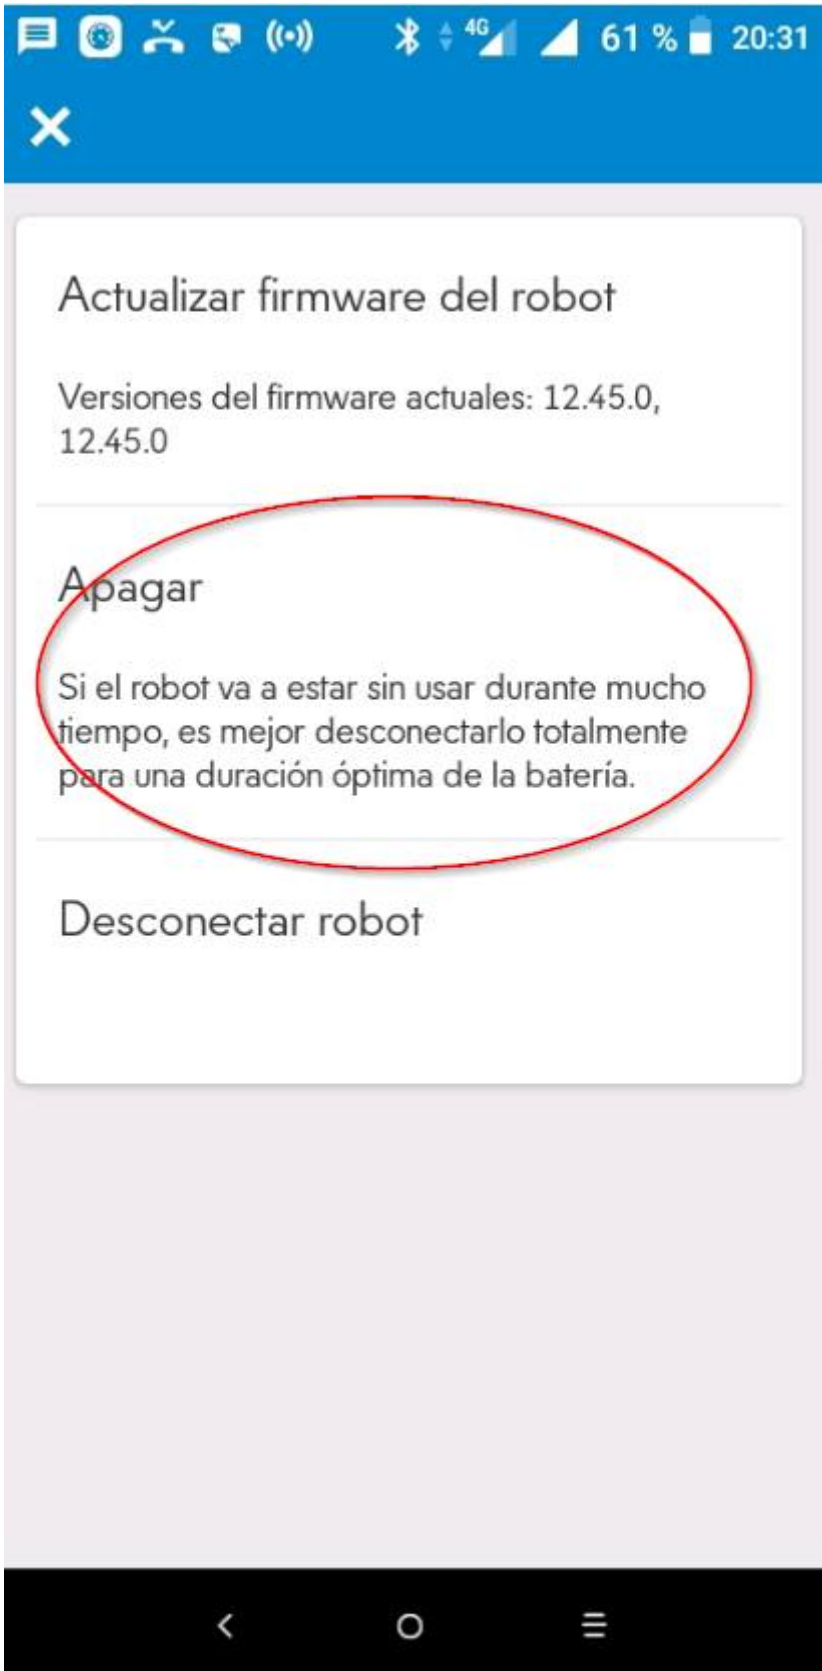 4G 61 % 20:31
Actualizar firmware del robot
Versiones del firmware actuales: 12.45.0,
12.45.0
Apagar
Si el robot va a estar sin usar durante mucho
tiempo, es mejor desconectarlo totalmente
para una duración óptima de la batería.
Desconectar robot